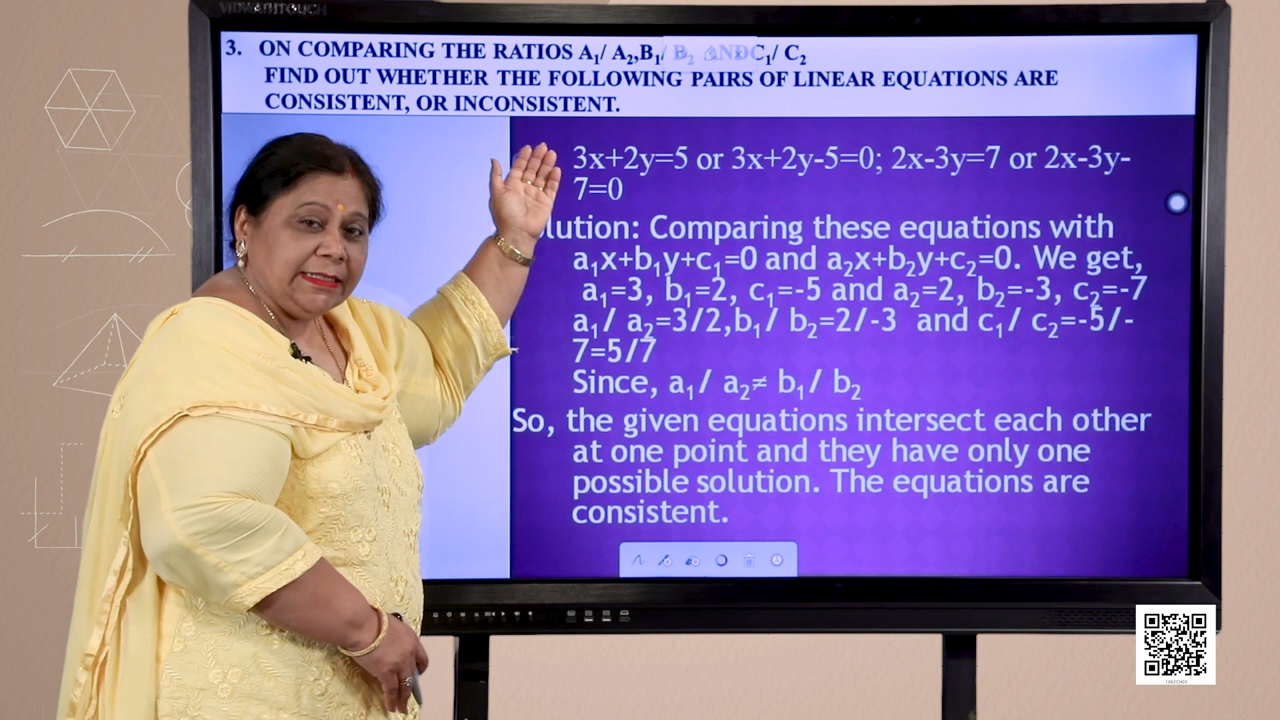 VIDWATHTOUCH
3. ON COMPARING THE RATIOS A₁/ A₂,B₁/ B₂ ANDC₁/ C₂
FIND OUT WHETHER THE FOLLOWING PAIRS OF LINEAR EQUATIONS ARE
CONSISTENT, OR INCONSISTENT.
3x+2y=5 or 3x+2y-5=0; 2x-3y=7 or 2x-3y-
7=0
lution: Comparing these equations with
a₁x+b₁y+c₁=0 and a₂x+b₂y+c₂=0. We get,
a₁=3, b₁=2, c₁=-5 and a₂=2, b₂=-3, c₂=-7
a₁/ a₂=3/2,b₁/ b₂=2/-3 and c₁/ c₂=-5/-
7=5/7
Since, a₁/ a₂≠ b₁/ b₂
So, the given equations intersect each other
at one point and they have only one
possible solution. The equations are
consistent.